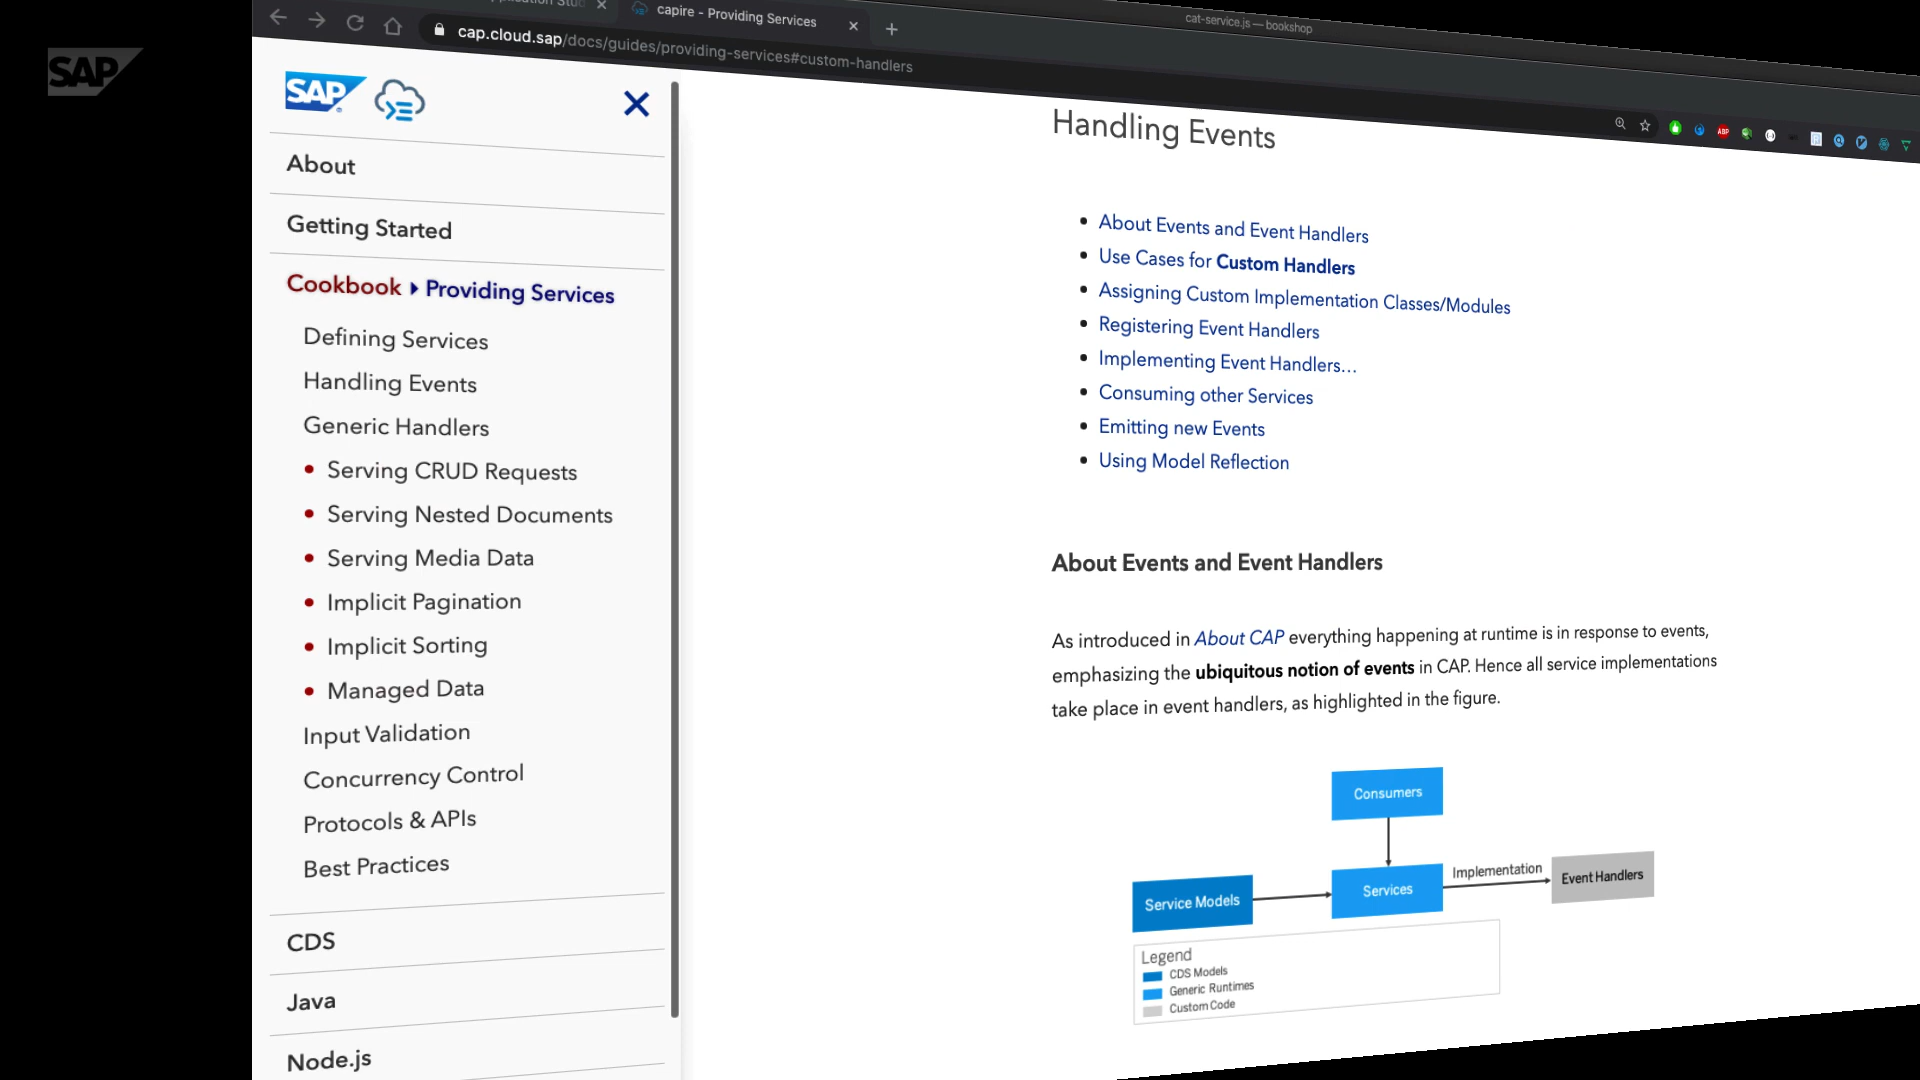 SAP
capire - Providing Services
cat-service.js — bookshop
cap.cloud.sap/docs/guides/providing-services#custom-handlers
ABP
SAP
About
Getting Started
Cookbook Providing Services
Defining Services
Handling Events
Generic Handlers
Serving CRUD Requests
Serving Nested Documents
Serving Media Data
Implicit Pagination
Implicit Sorting
Managed Data
Input Validation
Concurrency Control
Protocols & APIs
Best Practices
CDS
Java
Node.js
Handling Events
About Events and Event Handlers
Use Cases for Custom Handlers
Assigning Custom Implementation Classes/Modules
Registering Event Handlers
Implementing Event Handlers…
Consuming other Services
Emitting new Events
Using Model Reflection
About Events and Event Handlers
As introduced in About CAP everything happening at runtime is in response to events,
emphasizing the ubiquitous notion of events in CAP. Hence all service implementations
take place in event handlers, as highlighted in the figure.
Consumers
Service Models
Services
Implementation
Event Handlers
Legend
CDS Models
Generic Runtimes
Custom Code